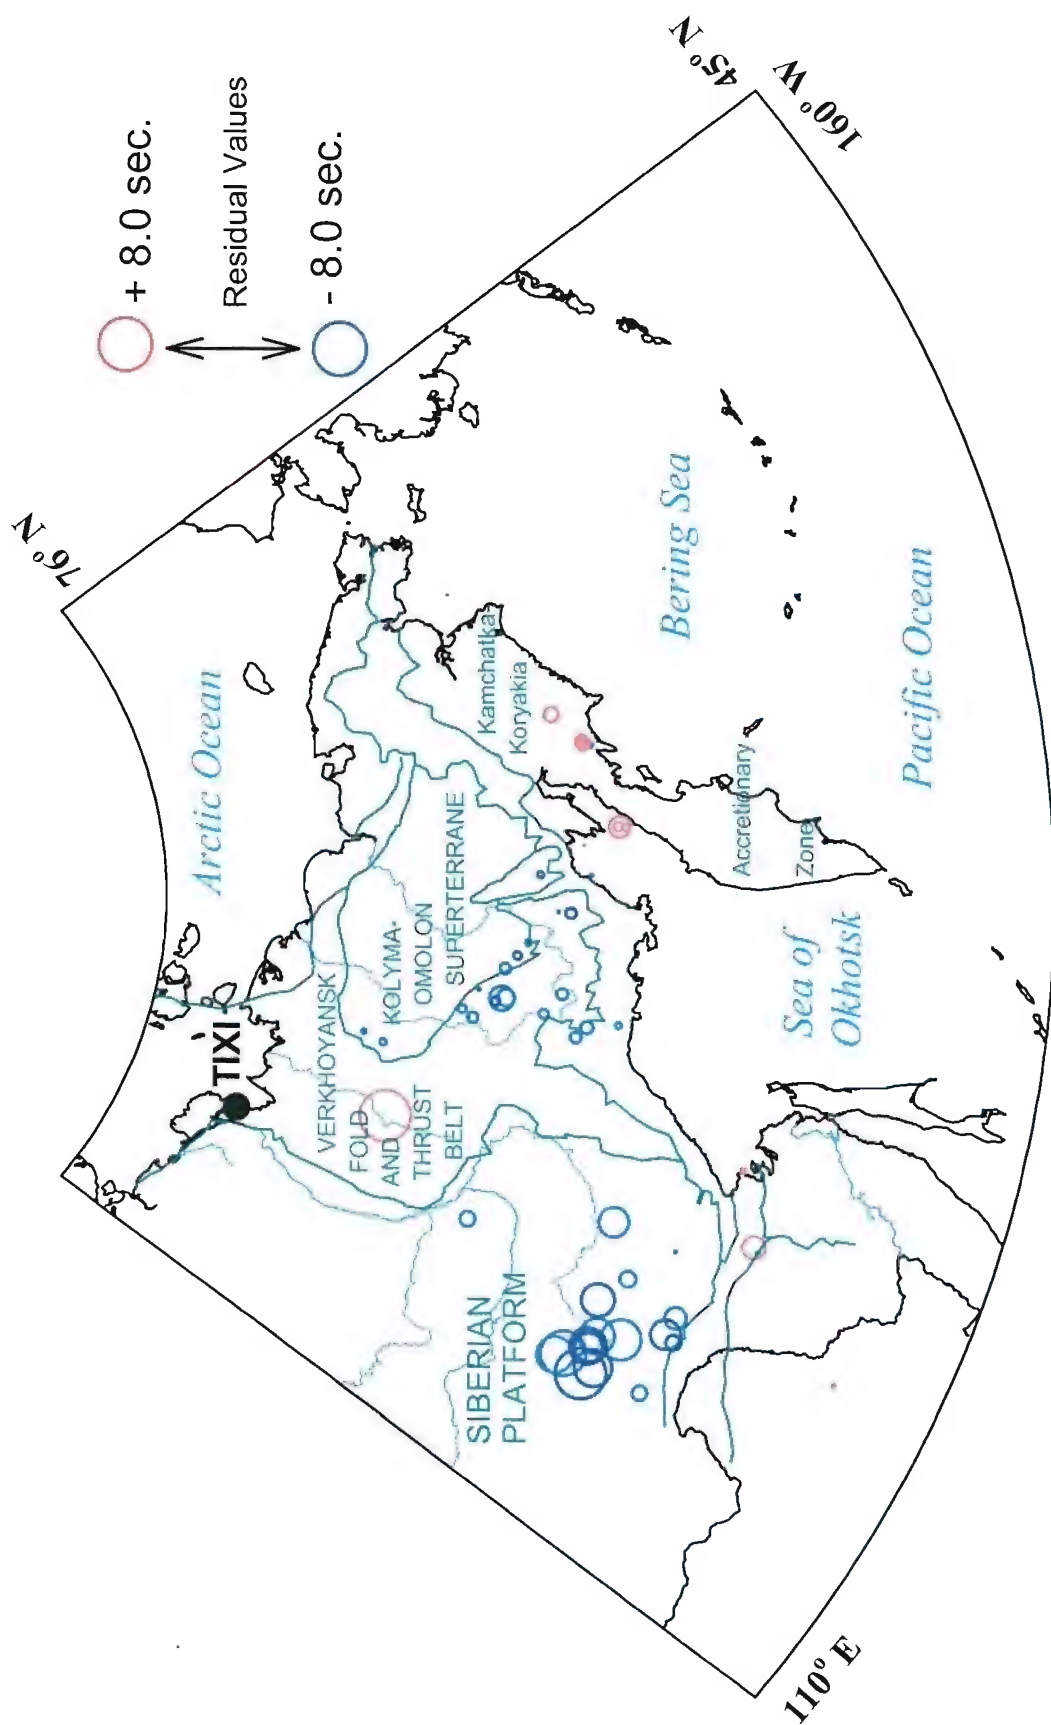 76° N
45° N
160° W
110° E
+ 8.0 sec.
Residual Values
- 8.0 sec.
Arctic Ocean
TIXI
VERKHOYANSK
FOLD
AND
THRUST
BELT
KOLYMA-
OMOLON
SUPERTERRANE
Kamchatka-
Koryakia
Accretionary
Zone
Bering Sea
Pacific Ocean
Sea of
Okhotsk
SIBERIAN
PLATFORM